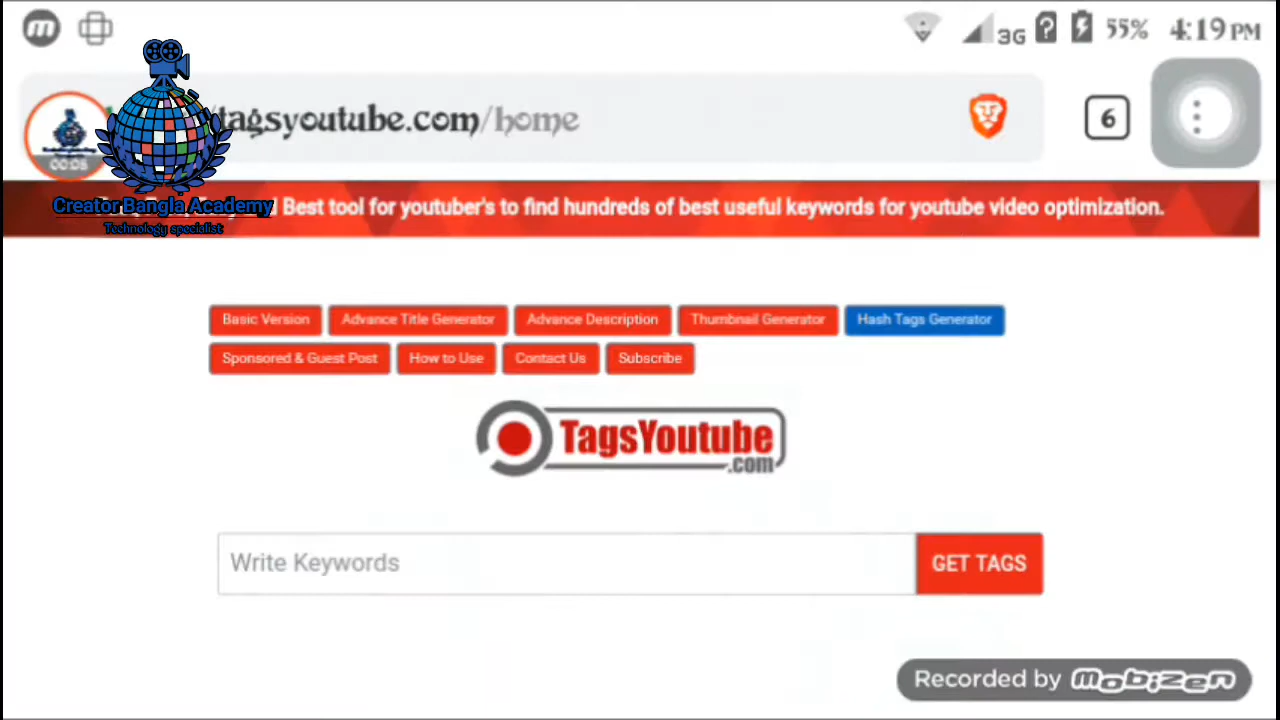 3G 55% 4:19 PM
tagsyoutube.com/home
6
00:05
Creator Bangla Academy
Technology specialist
Best tool for youtuber's to find hundreds of best useful keywords for youtube video optimization.
Basic Version Advance Title Generator Advance Description Thumbnail Generator Hash Tags Generator
Sponsored & Guest Post How to Use Contact Us Subscribe
TagsYoutube
.com
Write Keywords GET TAGS
Recorded by mobizen